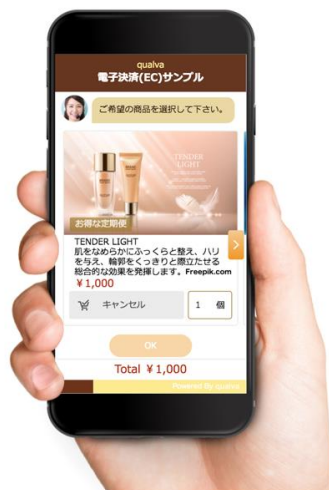 qualva
電子決済(EC)サンプル
ご希望の商品を選択して下さい。
TENDER
LIGHT
お得な定期便
TENDER LIGHT
肌をなめらかにふっくらと整え、ハリ
を与え、輪郭をくっきりと際立たせる
総合的な効果を発揮します。Freepik.com
¥1,000
キャンセル 1 個
OK
Total ¥1,000
Powered By qualva